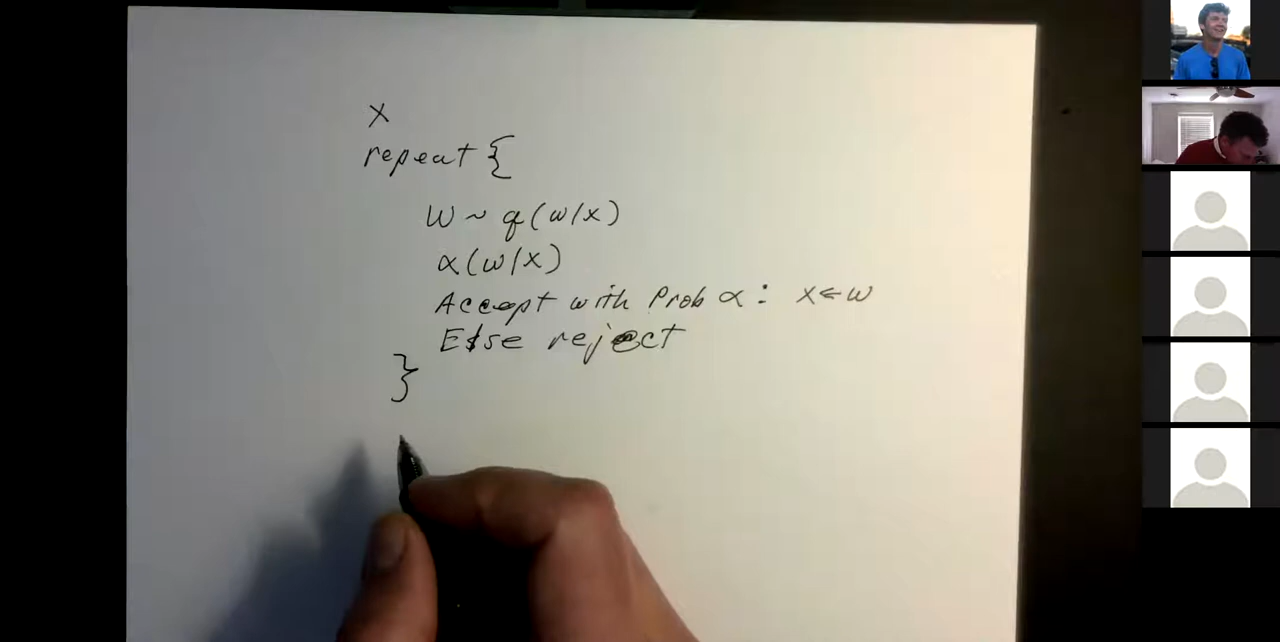 x
repeat {
w ~ q(w/x)
α(w/x)
Accept with Prob α : x ← w
Else reject
}